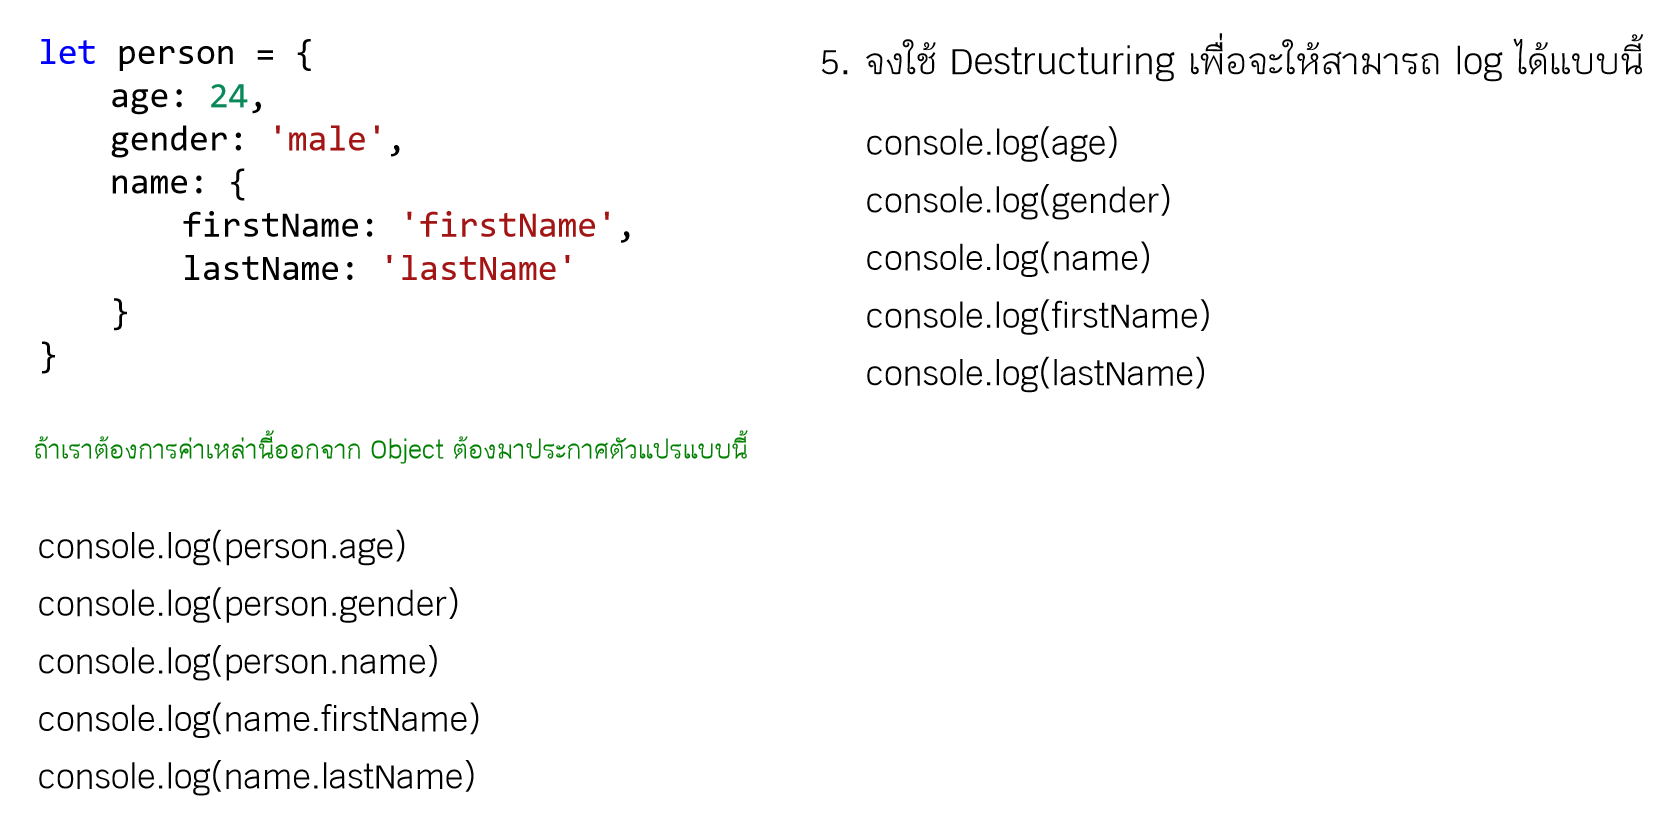 let person = {
age: 24,
gender: 'male',
name: {
firstName: 'firstName',
lastName: 'lastName'
}
}
ถ้าเราต้องการค่าเหล่านี้ออกจาก Object ต้องมาประกาศตัวแปรแบบนี้
console.log(person.age)
console.log(person.gender)
console.log(person.name)
console.log(name.firstName)
console.log(name.lastName)
5. จงใช้ Destructuring เพื่อจะให้สามารถ log ได้แบบนี้
console.log(age)
console.log(gender)
console.log(name)
console.log(firstName)
console.log(lastName)